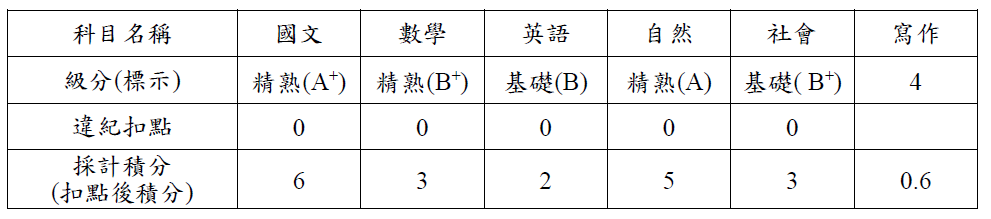 科目名稱 國文 數學 英語 自然 社會 寫作
級分(標示) 精熟(A+) 精熟(B+) 基礎(B) 精熟(A) 基礎( B+) 4
違紀扣點 0 0 0 0 0
採計積分
(扣點後積分) 6 3 2 5 3 0.6